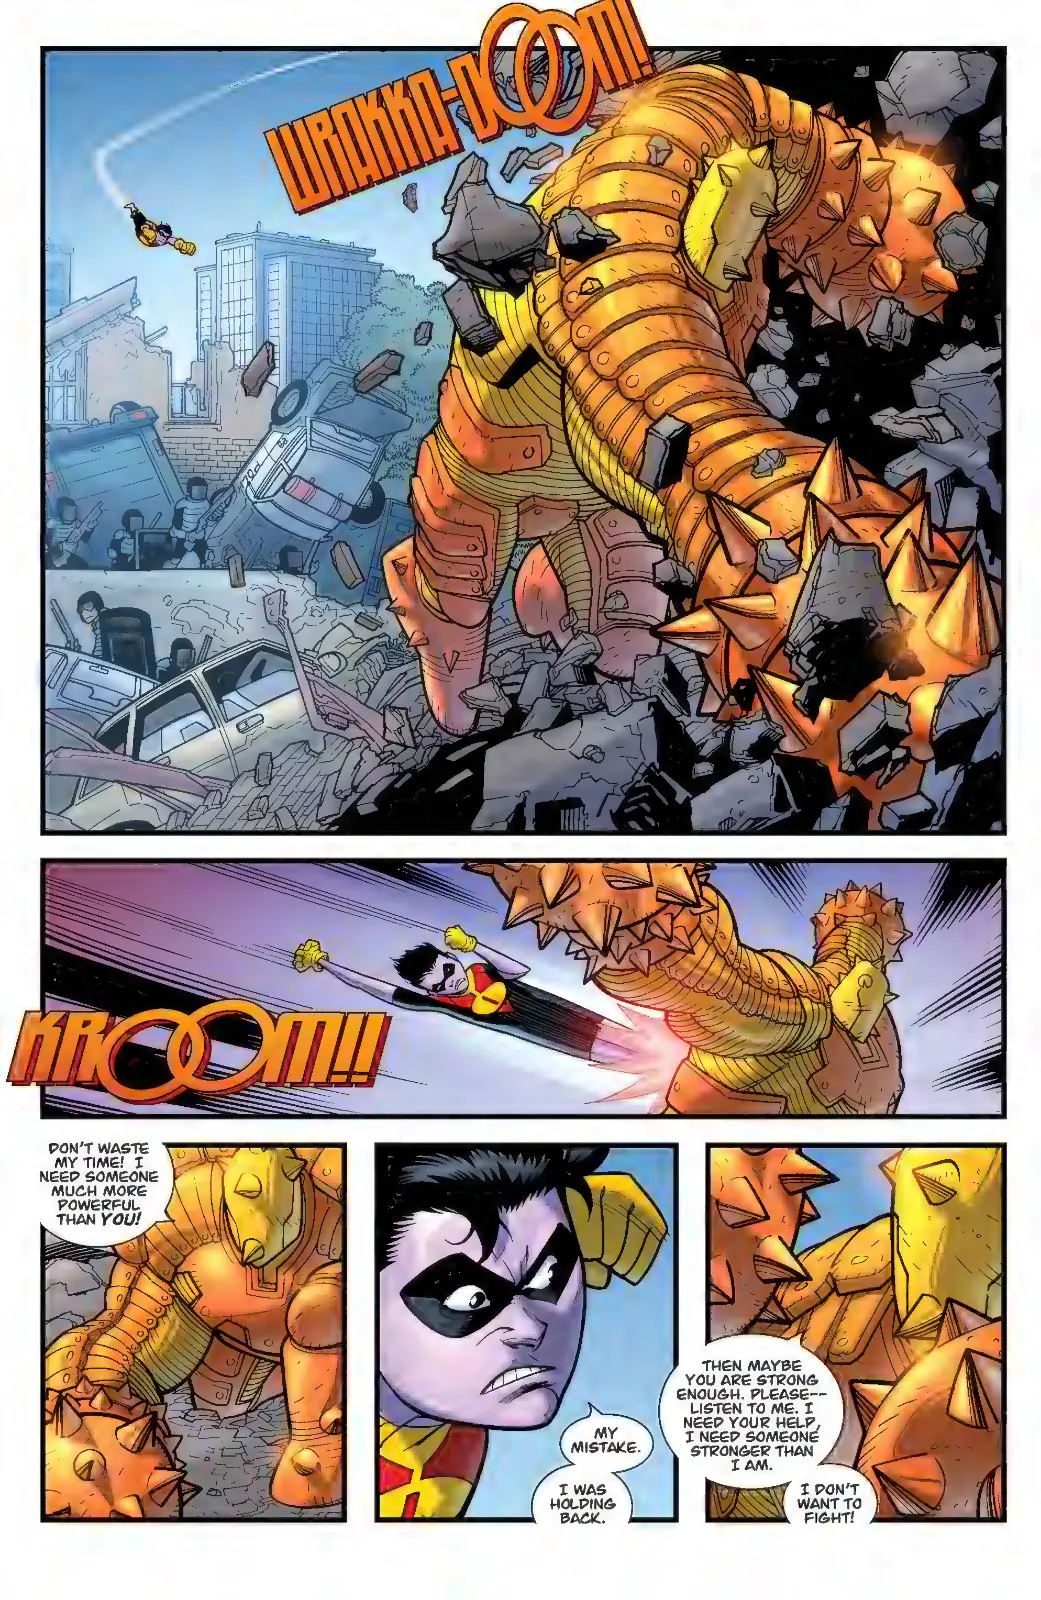 WRAKKA-DOOM!
KROOM!!
DON'T WASTE
MY TIME! I
NEED SOMEONE
MUCH MORE
POWERFUL
THAN YOU!
MY
MISTAKE.
I WAS
HOLDING
BACK.
THEN MAYBE
YOU ARE STRONG
ENOUGH. PLEASE--
LISTEN TO ME. I
NEED YOUR HELP,
I NEED SOMEONE
STRONGER THAN
I AM.
I DON'T
WANT TO
FIGHT!